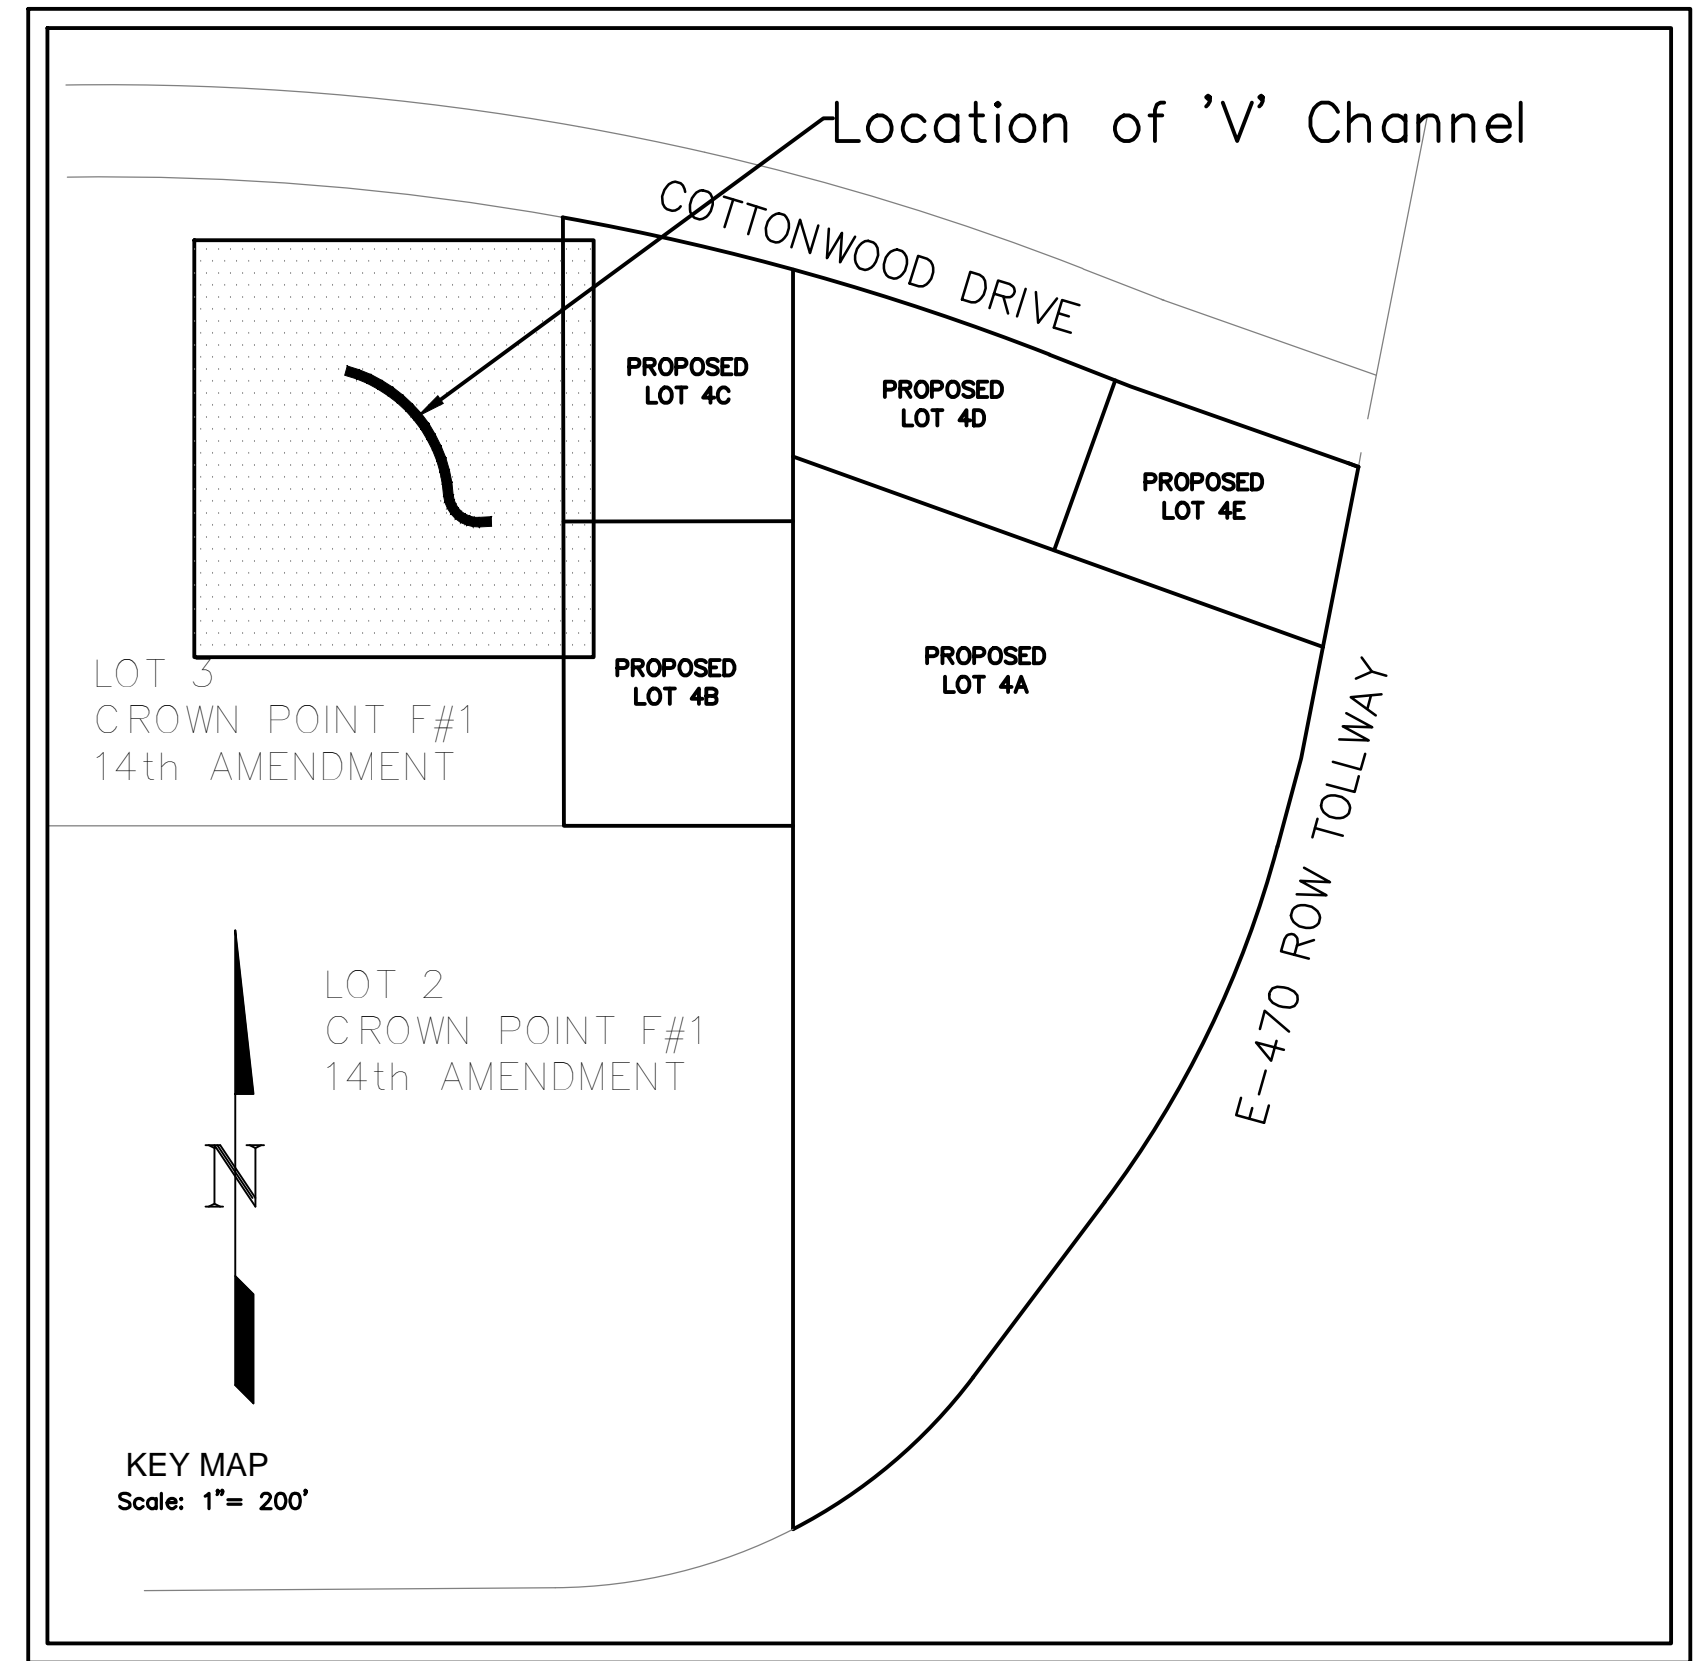 Location of 'V' Channel
COTTONWOOD DRIVE
PROPOSED
LOT 4C
PROPOSED
LOT 4D
PROPOSED
LOT 4E
PROPOSED
LOT 4B
PROPOSED
LOT 4A
LOT 3
CROWN POINT F#1
14th AMENDMENT
E-470 ROW TOLLWAY
LOT 2
CROWN POINT F#1
14th AMENDMENT
N
KEY MAP
Scale: 1"= 200'